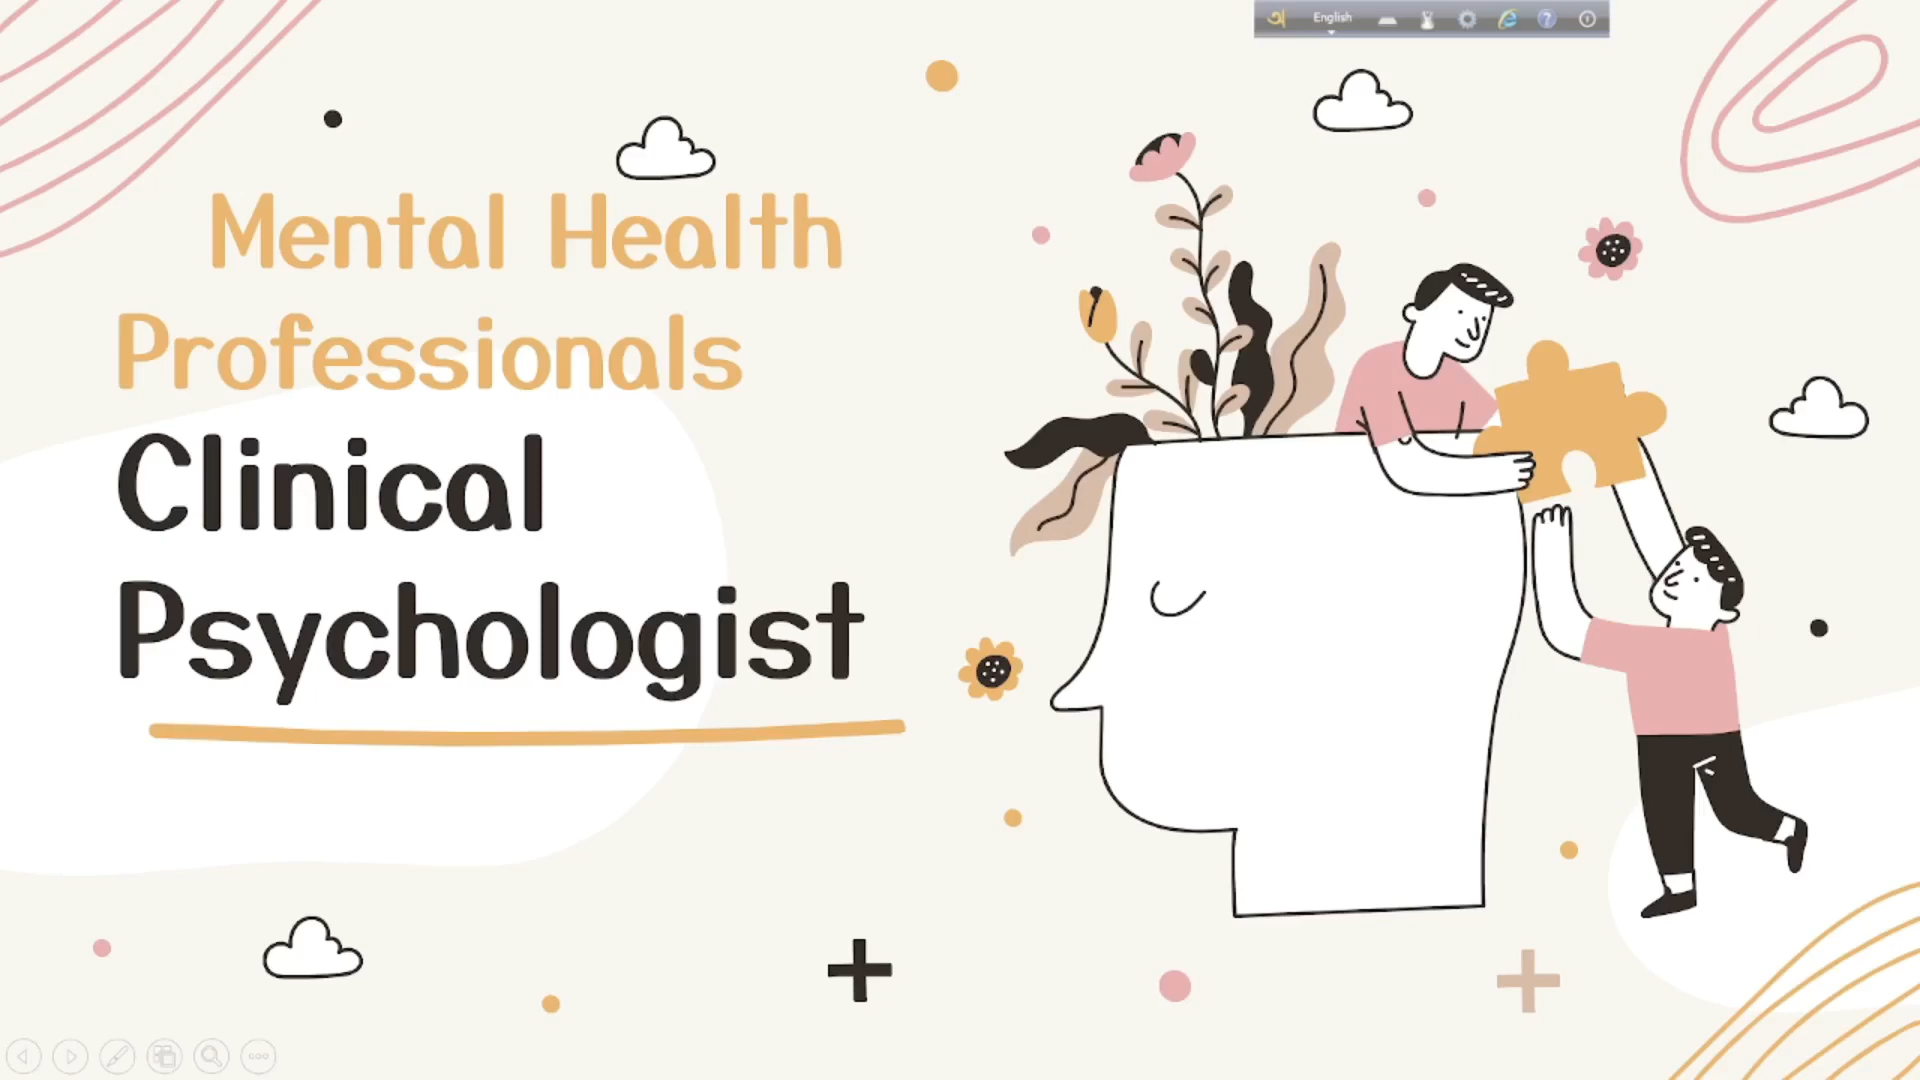 English
Mental Health
Professionals
Clinical
Psychologist